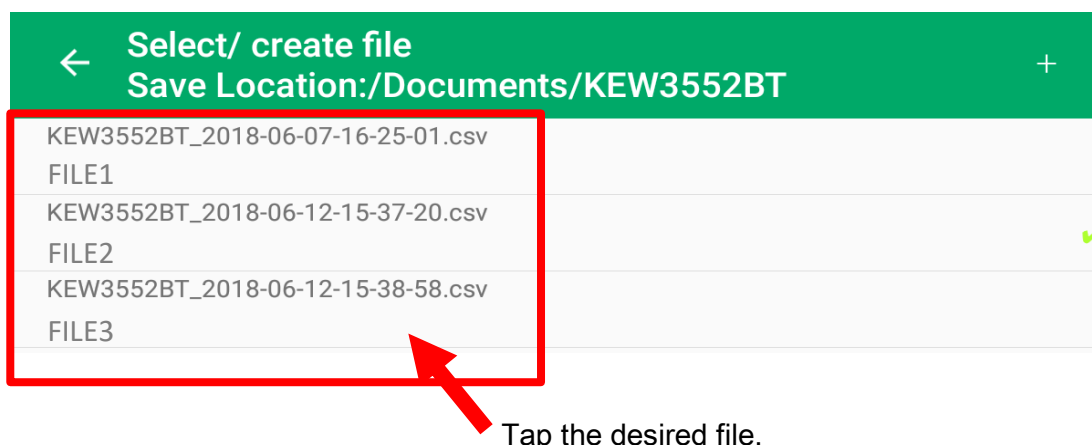 Select/ create file
Save Location:/Documents/KEW3552BT
+
KEW3552BT_2018-06-07-16-25-01.csv
FILE1
KEW3552BT_2018-06-12-15-37-20.csv
FILE2
KEW3552BT_2018-06-12-15-38-58.csv
FILE3
Tap the desired file.